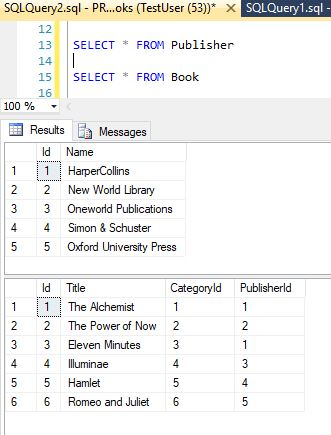 SQLQuery2.sql - PR...oks (TestUser (53))* SQLQuery1.sql -
12
13 SELECT * FROM Publisher
14
15 SELECT * FROM Book
16
100 %
Results Messages
Id Name
1 1 HarperCollins
2 2 New World Library
3 3 Oneworld Publications
4 4 Simon & Schuster
5 5 Oxford University Press
Id Title CategoryId PublisherId
1 1 The Alchemist 1 1
2 2 The Power of Now 2 2
3 3 Eleven Minutes 3 1
4 4 Illuminae 4 3
5 5 Hamlet 5 4
6 6 Romeo and Juliet 6 5